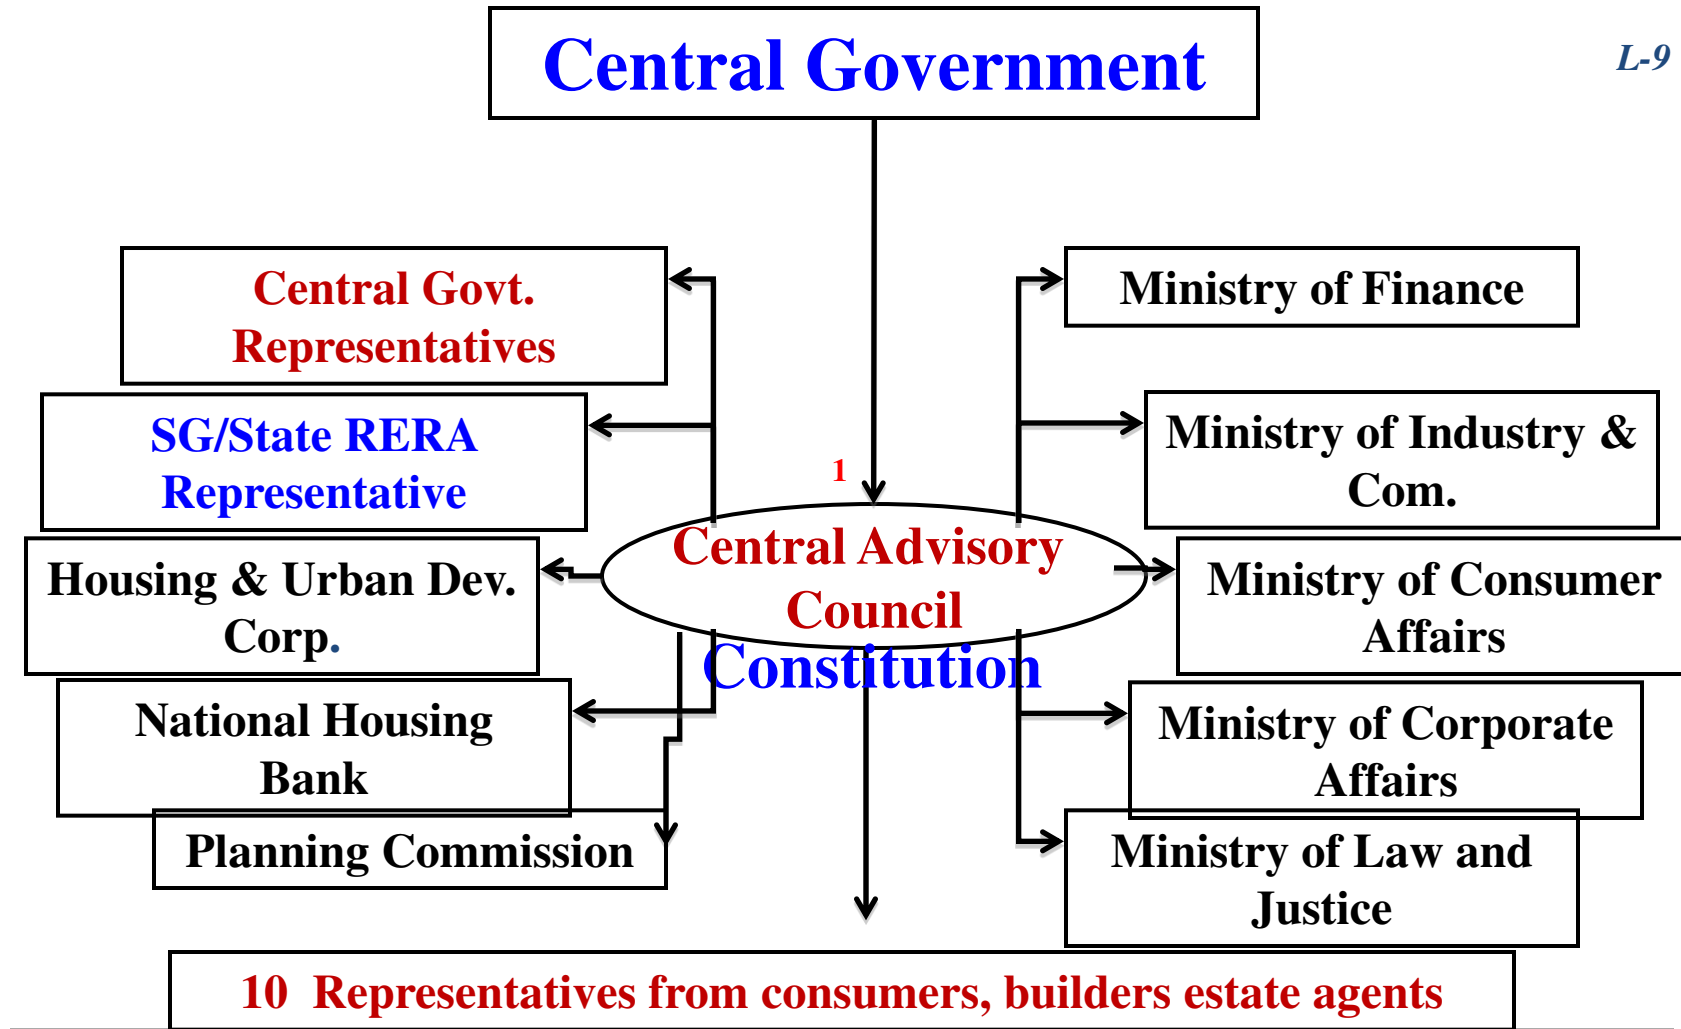 Central Government
L-9
Central Govt.
Representatives
Ministry of Finance
SG/State RERA
Representative
Ministry of Industry &
Com.
1
Central Advisory
Council
Constitution
Housing & Urban Dev.
Corp.
Ministry of Consumer
Affairs
National Housing
Bank
Ministry of Corporate
Affairs
Planning Commission
Ministry of Law and
Justice
10 Representatives from consumers, builders estate agents